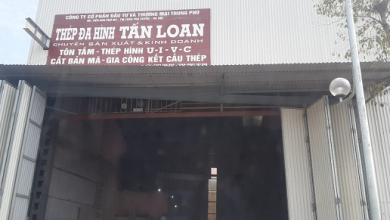 CÔNG TY CỔ PHẦN ĐẦU TƯ VÀ THƯƠNG MẠI TRUNG PHÚ
THÉP ĐA HÌNH TẤN LOAN
CHUYÊN SẢN XUẤT & KINH DOANH
TÔN TẤM - THÉP HÌNH U - I - V - C
CẮT BẢN MÃ - GIA CÔNG KẾT CẤU THÉP